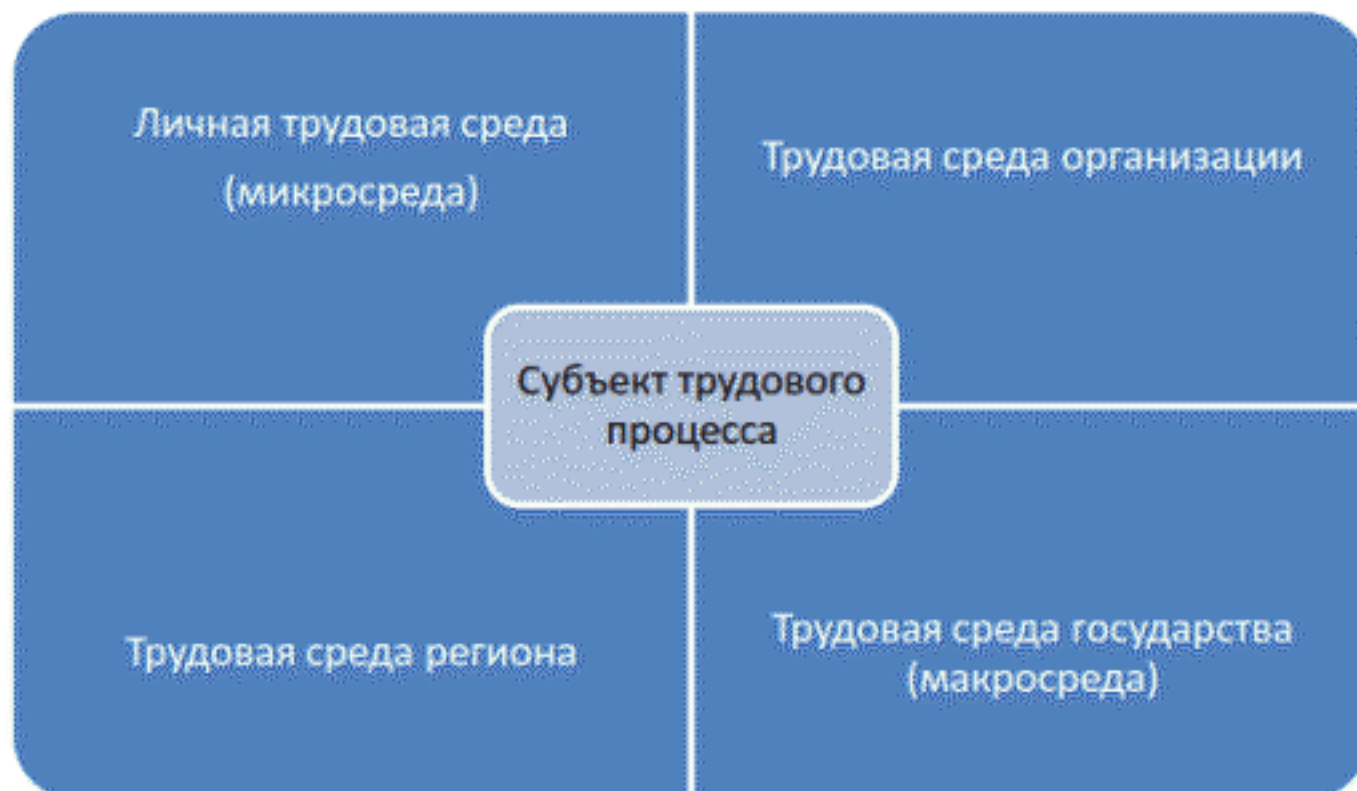 Личная трудовая среда
(микросреда)
Трудовая среда организации
Субъект трудового
процесса
Трудовая среда региона
Трудовая среда государства
(макросреда)